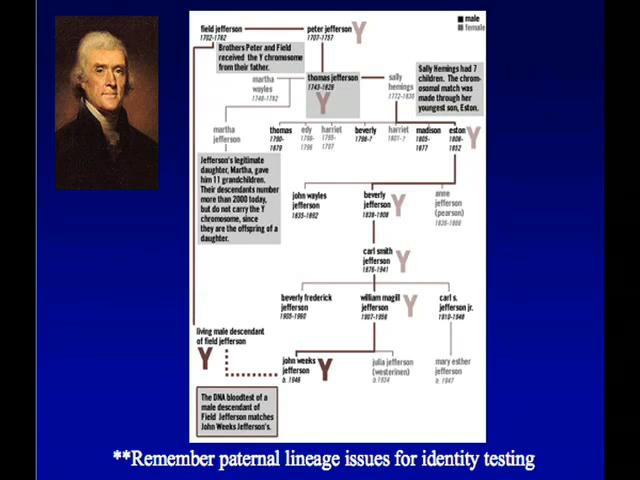 field jefferson
1702-1762
peter jefferson
1707-1757
Y
male
female
Brothers Peter and Field
received the Y chromosome
from their father.
martha
wayles
1748-1782
thomas jefferson
1743-1826
Y
sally
hemings
1772-1836
Sally Hemings had 7
children. The chrom-
osomal match was
made through her
youngest son, Eston.
martha
jefferson
thomas
1790-
1879
edy
1796-
1796
harriet
1795-
1797
beverly
1798-?
harriet
1801-?
madison
1805-
1877
eston
1808-
1852
Y
Jefferson's legitimate
daughter, Martha, gave
him 11 grandchildren.
Their descendants number
more than 2000 today,
but do not carry the Y
chromosome, since
they are the offspring of a
daughter.
john wayles
jefferson
1835-1892
beverly
jefferson
1838-1908
Y
anne
jefferson
(pearson)
carl smith
jefferson
1876-1941
Y
beverly frederick
jefferson
william magill
jefferson
1907-1956
Y
carl s.
jefferson jr.
1910-1948
living male descendant
of field jefferson
Y
john weeks
jefferson
b. 1946
Y
julia jefferson
(westerinen)
b. 1934
mary esther
jefferson
b. 1947
The DNA bloodtest of a
male descendant of
Field Jefferson matches
John Weeks Jefferson's.
**Remember paternal lineage issues for identity testing